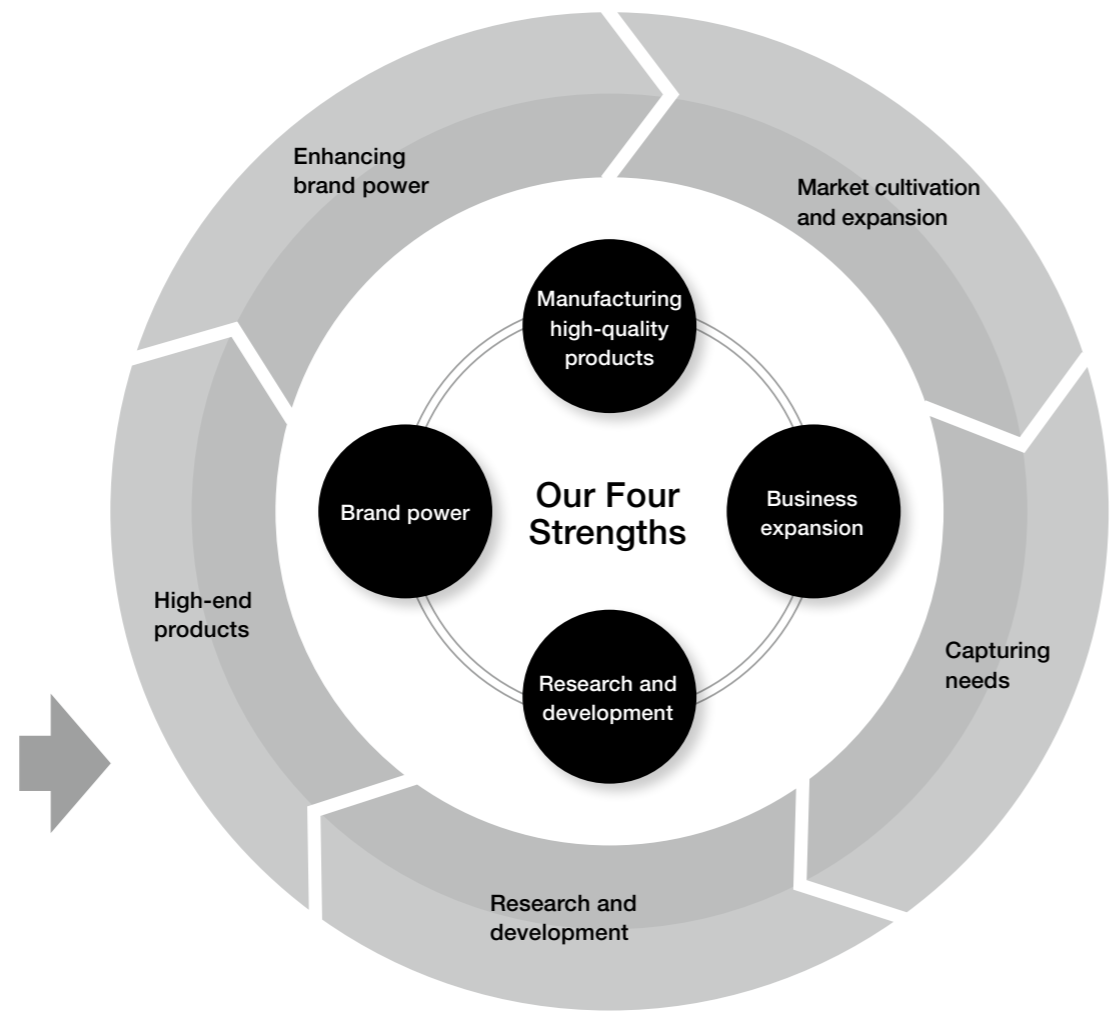 Enhancing
brand power
Market cultivation
and expansion
Manufacturing
high-quality
products
Brand power
Our Four
Strengths
Business
expansion
High-end
products
Capturing
needs
Research and
development
Research and
development